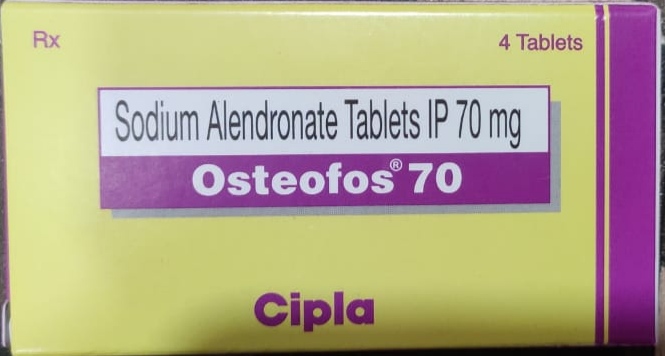 Rx
4 Tablets
Sodium Alendronate Tablets IP 70 mg
Osteofos® 70
Cipla